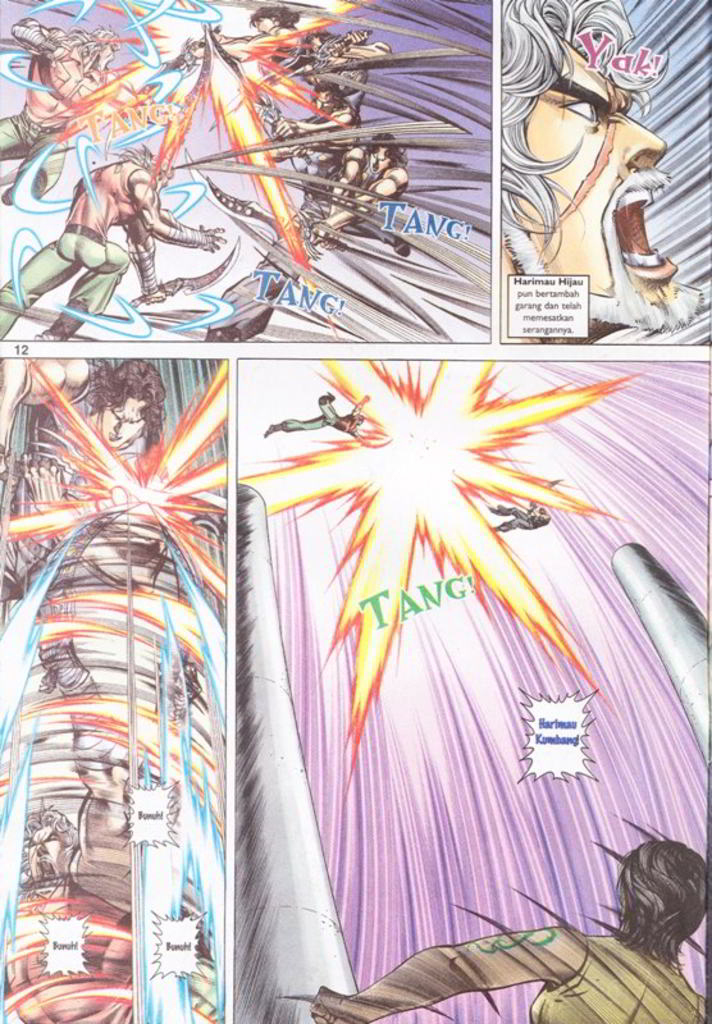 TANG!
TANG!
TANG!
Yak!
Harimau Hijau
pun bertambah
garang dan telah
memesatkan
serangannya.
12
Bunuh!
Bunuh!
Bunuh!
TANG!
Harimau
Kumbang!